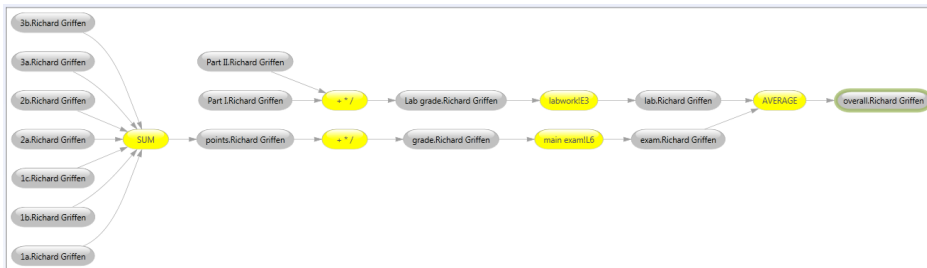 3b.Richard Griffen
3a.Richard Griffen
Part II.Richard Griffen
2b.Richard Griffen
Part I.Richard Griffen
+ * /
Lab grade.Richard Griffen
labwork!E3
lab.Richard Griffen
AVERAGE
overall.Richard Griffen
2a.Richard Griffen
SUM
points.Richard Griffen
+ * /
grade.Richard Griffen
main exam!L6
exam.Richard Griffen
1c.Richard Griffen
1b.Richard Griffen
1a.Richard Griffen